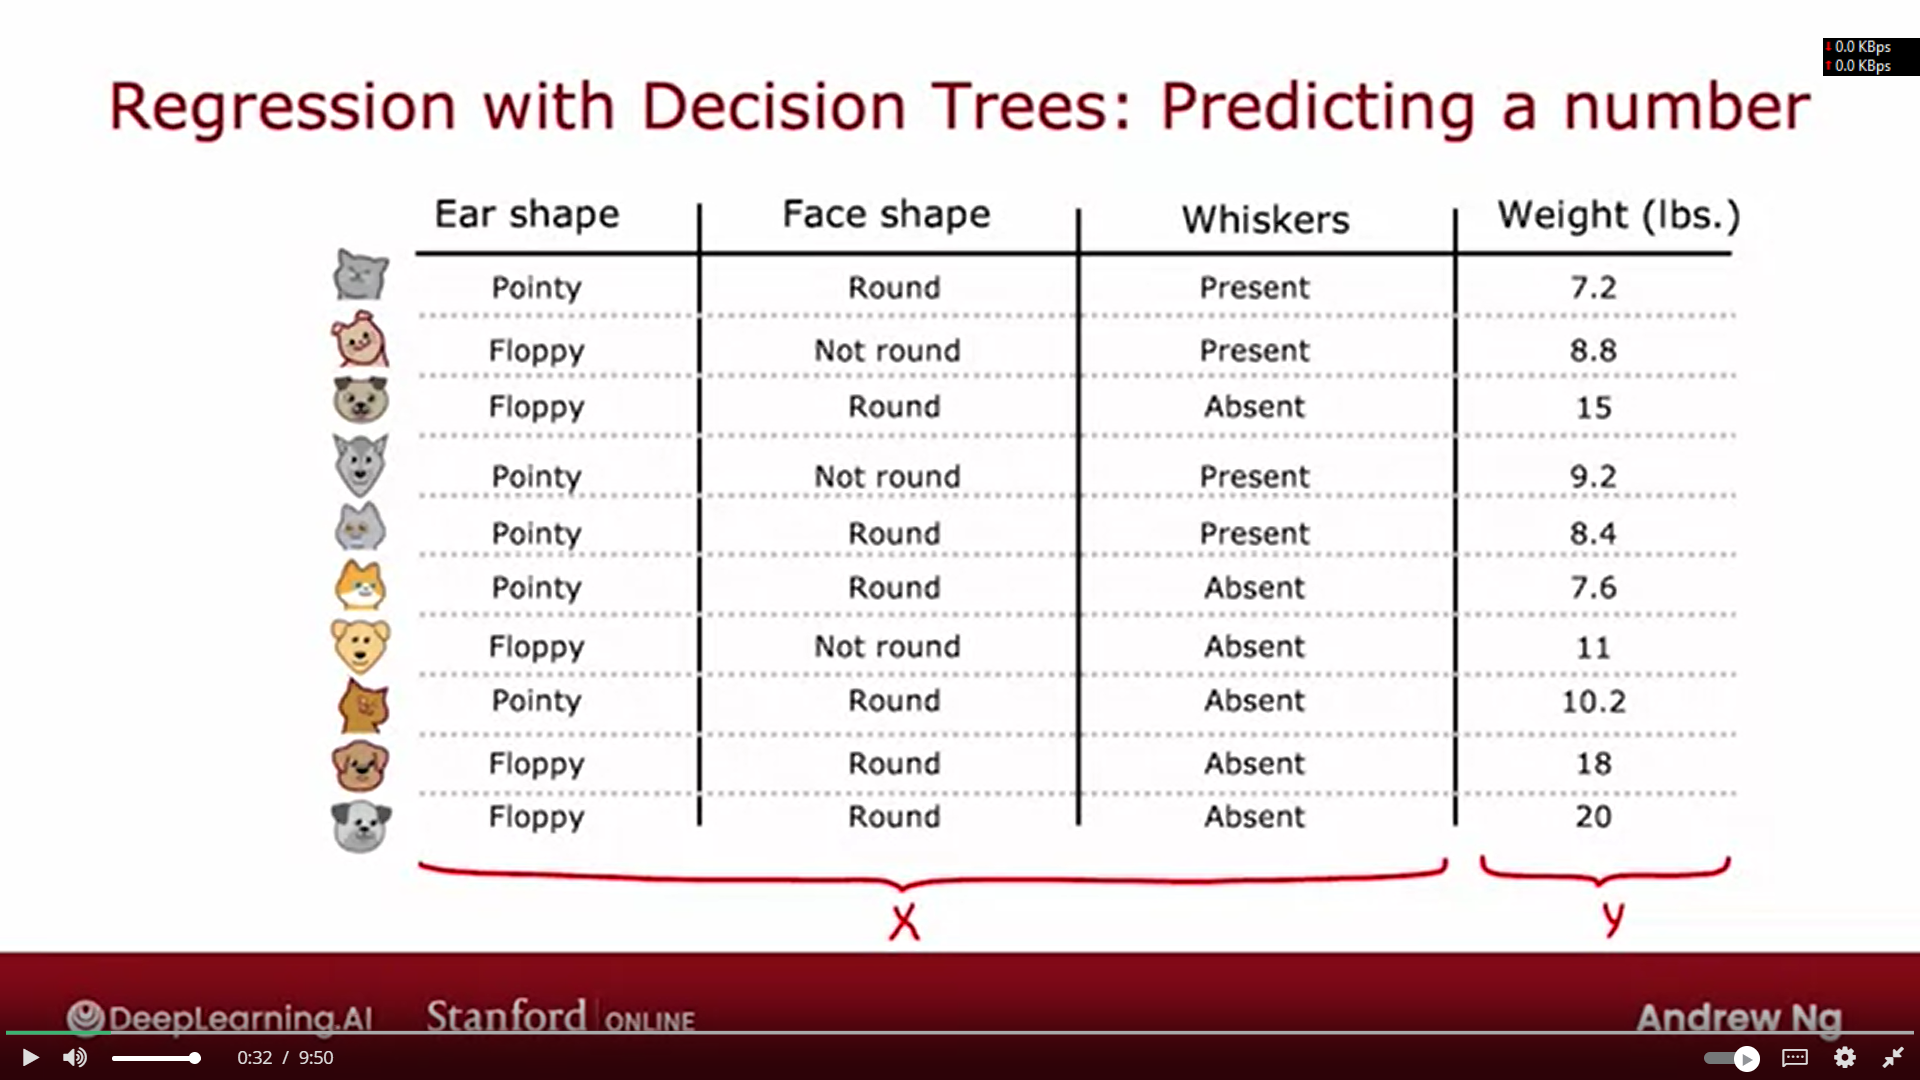 ↓ 0.0 KBps
↑ 0.0 KBps
Regression with Decision Trees: Predicting a number
Ear shape Face shape Whiskers Weight (lbs.)
Pointy Round Present 7.2
Floppy Not round Present 8.8
Floppy Round Absent 15
Pointy Not round Present 9.2
Pointy Round Present 8.4
Pointy Round Absent 7.6
Floppy Not round Absent 11
Pointy Round Absent 10.2
Floppy Round Absent 18
Floppy Round Absent 20
X y
DeepLearning.AI Stanford | ONLINE Andrew Ng
0:32 / 9:50